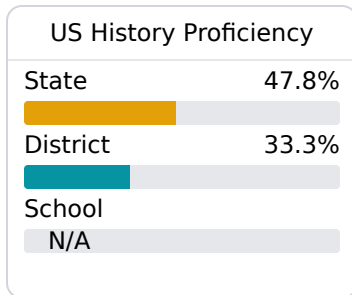 US History Proficiency
State 47.8%
District 33.3%
School
N/A